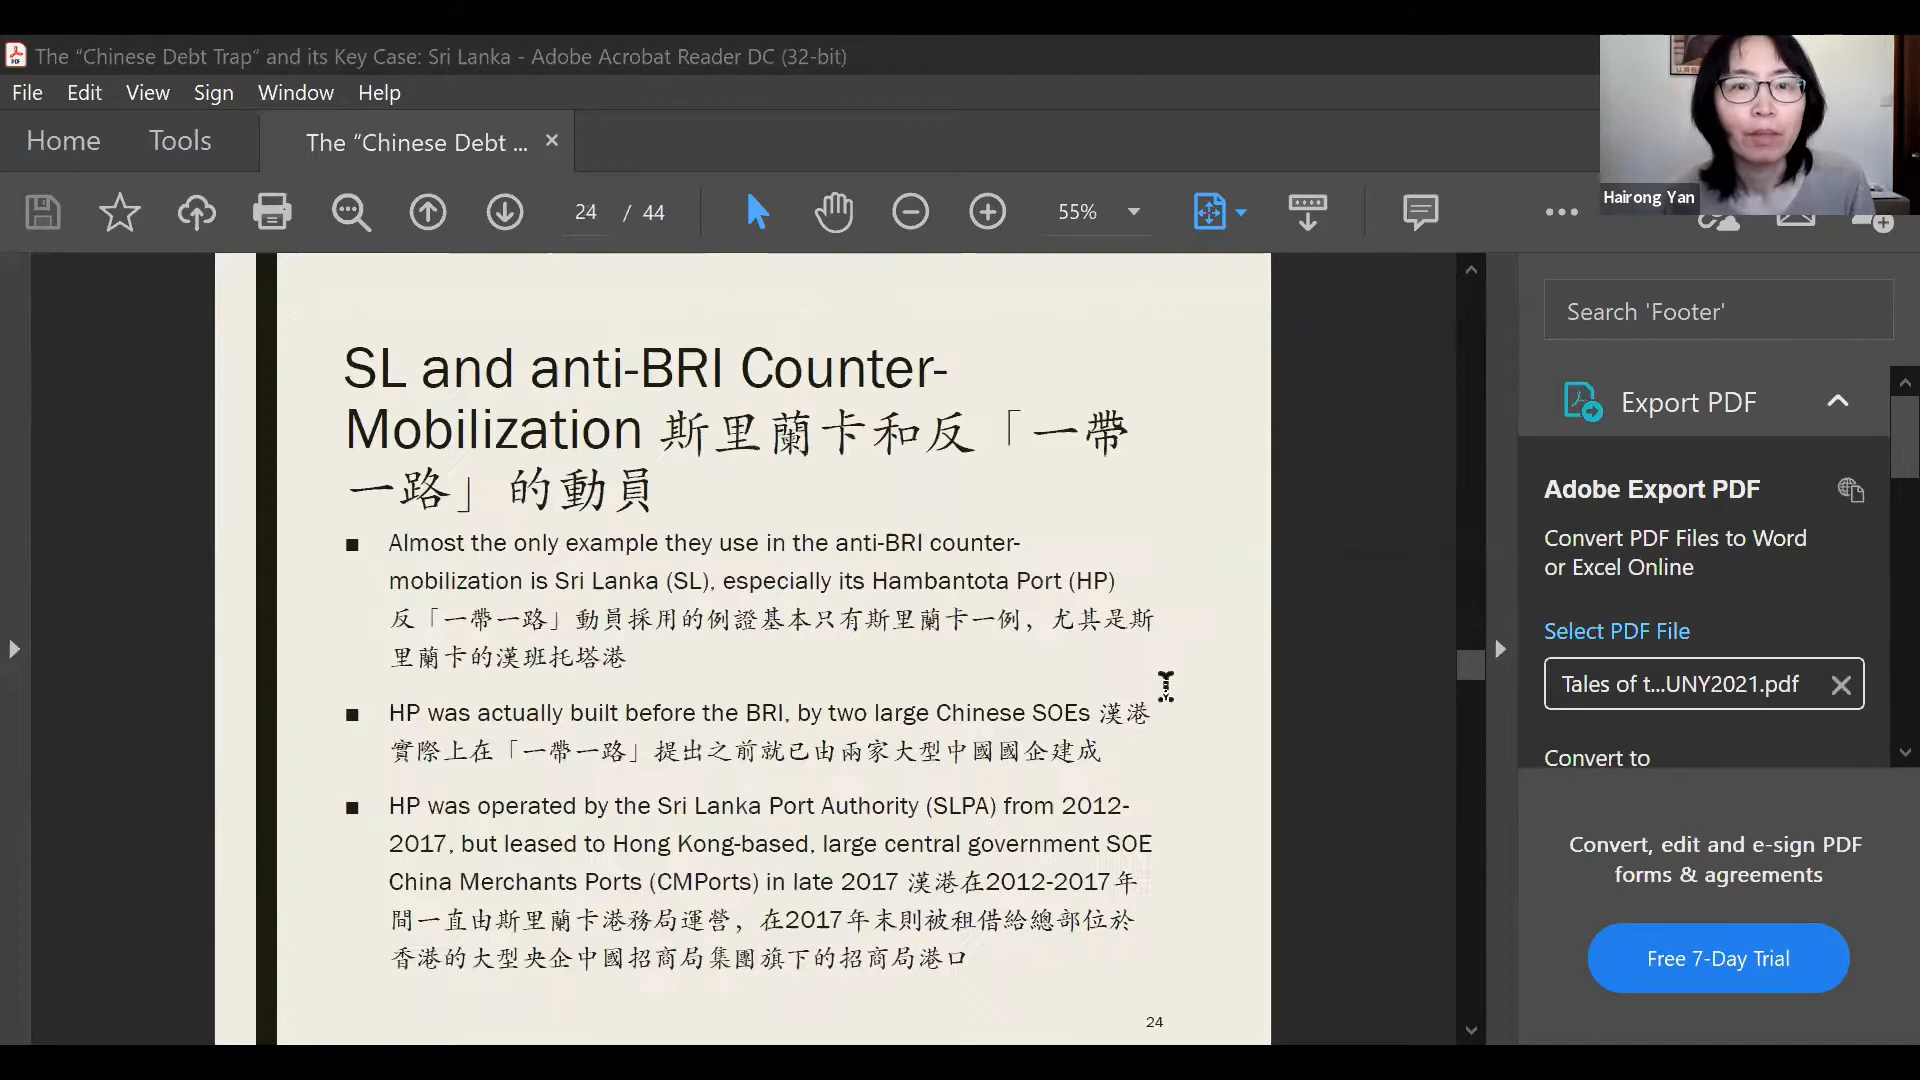 The “Chinese Debt Trap” and its Key Case: Sri Lanka - Adobe Acrobat Reader DC (32-bit)
File Edit View Sign Window Help
Home Tools The “Chinese Debt ... ×
24 / 44 55%
Hairong Yan
SL and anti-BRI Counter-
Mobilization 斯里蘭卡和反「一帶
一路」的動員
■ Almost the only example they use in the anti-BRI counter-
mobilization is Sri Lanka (SL), especially its Hambantota Port (HP)
反「一帶一路」動員採用的例證基本只有斯里蘭卡一例，尤其是斯
里蘭卡的漢班托塔港
■ HP was actually built before the BRI, by two large Chinese SOEs 漢港
實際上在「一帶一路」提出之前就已由兩家大型中國國企建成
■ HP was operated by the Sri Lanka Port Authority (SLPA) from 2012-
2017, but leased to Hong Kong-based, large central government SOE
China Merchants Ports (CMPorts) in late 2017 漢港在2012-2017年
間一直由斯里蘭卡港務局運營，在2017年末則被租借給總部位於
香港的大型央企中國招商局集團旗下的招商局港口
24
Search 'Footer'
Export PDF
Adobe Export PDF
Convert PDF Files to Word
or Excel Online
Select PDF File
Tales of t...UNY2021.pdf
Convert to
Convert, edit and e-sign PDF
forms & agreements
Free 7-Day Trial